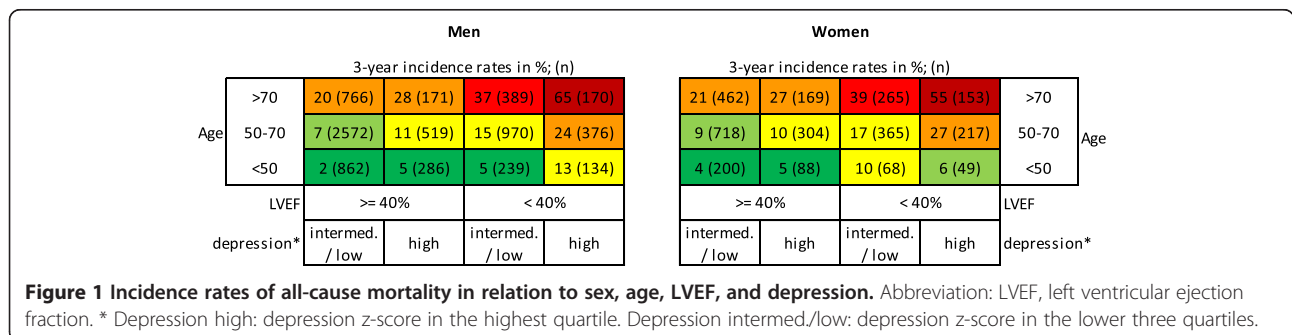 Men Women
3-year incidence rates in %; (n) 3-year incidence rates in %; (n)
>70 20 (766) 28 (171) 37 (389) 65 (170) 21 (462) 27 (169) 39 (265) 55 (153) >70
Age 50-70 7 (2572) 11 (519) 15 (970) 24 (376) 9 (718) 10 (304) 17 (365) 27 (217) 50-70 Age
<50 2 (862) 5 (286) 5 (239) 13 (134) 4 (200) 5 (88) 10 (68) 6 (49) <50
LVEF >= 40% < 40% >= 40% < 40% LVEF
depression* intermed. / low high intermed. / low high intermed. / low high intermed. / low high depression*
Figure 1 Incidence rates of all-cause mortality in relation to sex, age, LVEF, and depression. Abbreviation: LVEF, left ventricular ejection
fraction. * Depression high: depression z-score in the highest quartile. Depression intermed./low: depression z-score in the lower three quartiles.